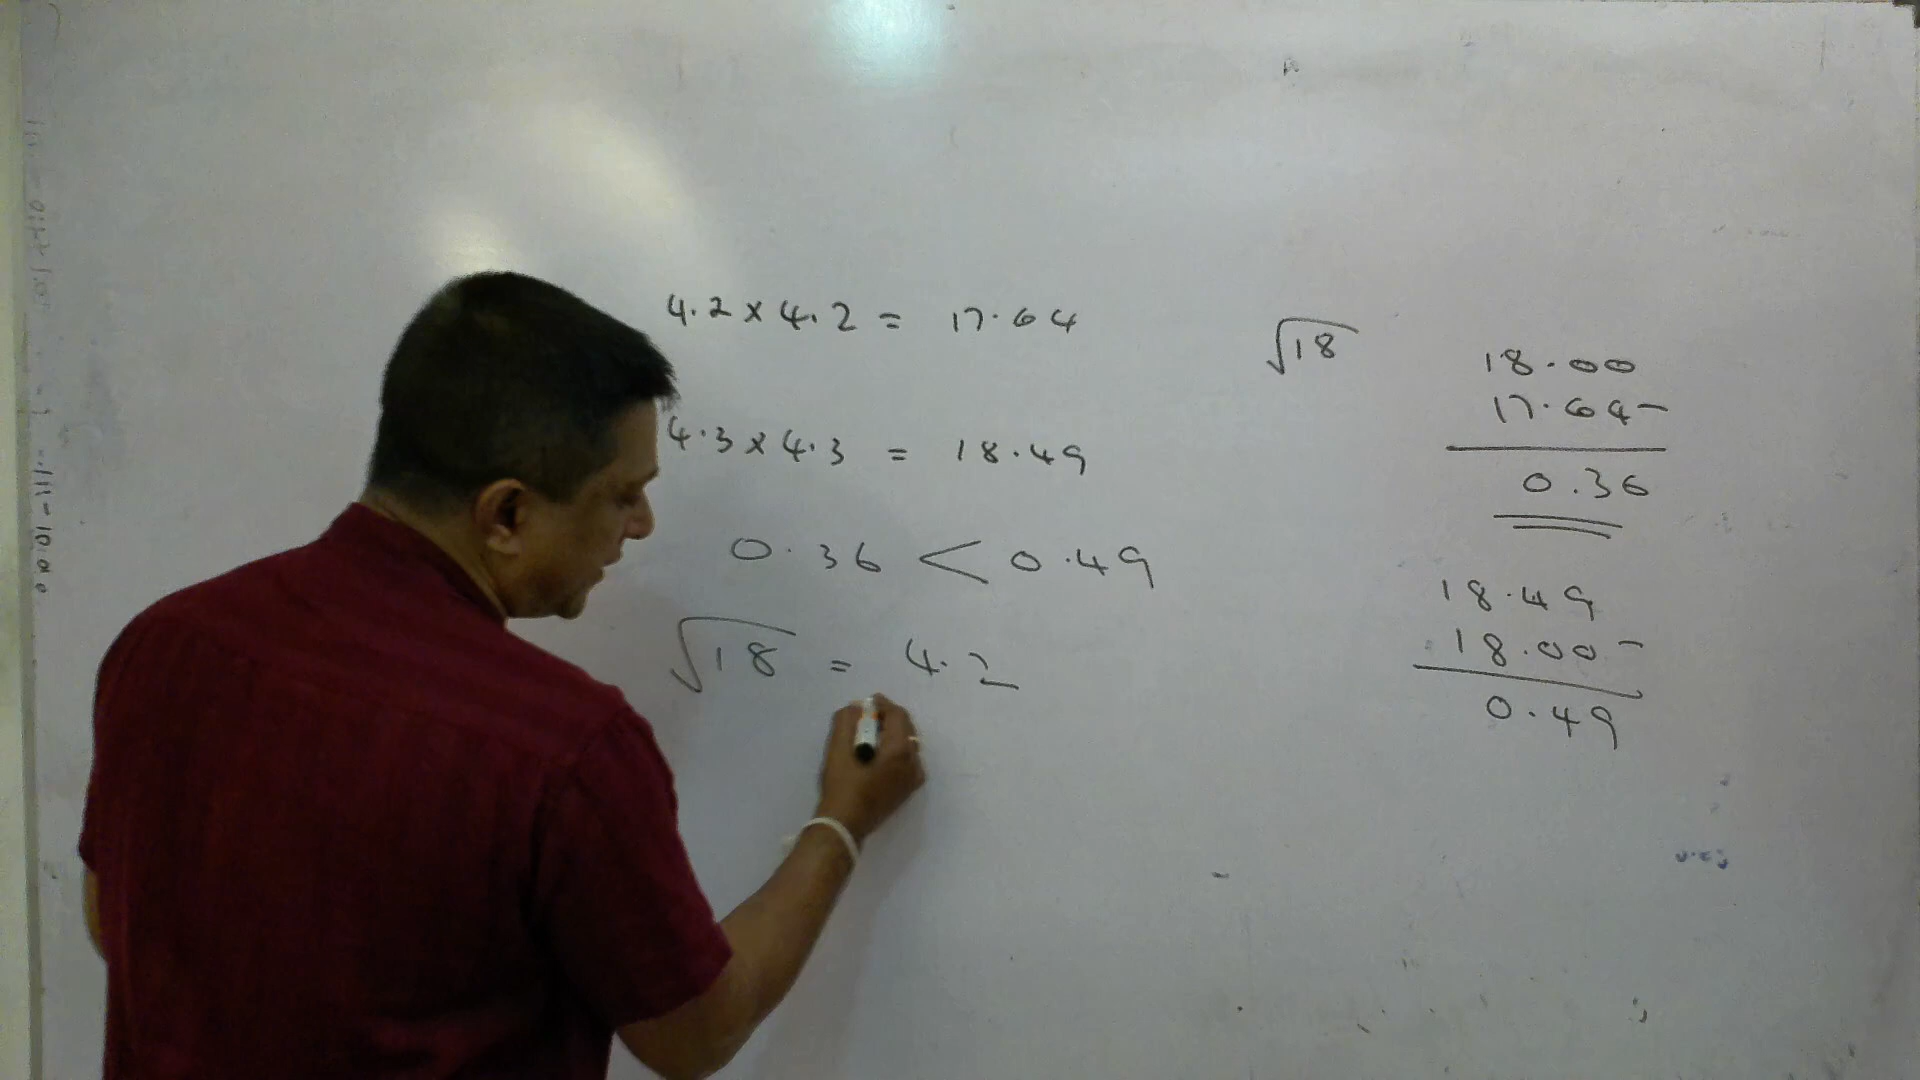 4.2 x 4.2 = 17.64
4.3 x 4.3 = 18.49
0.36 < 0.49
√18 = 4.2
√18
18.00
17.64 –
0.36
18.49
18.00 –
0.49